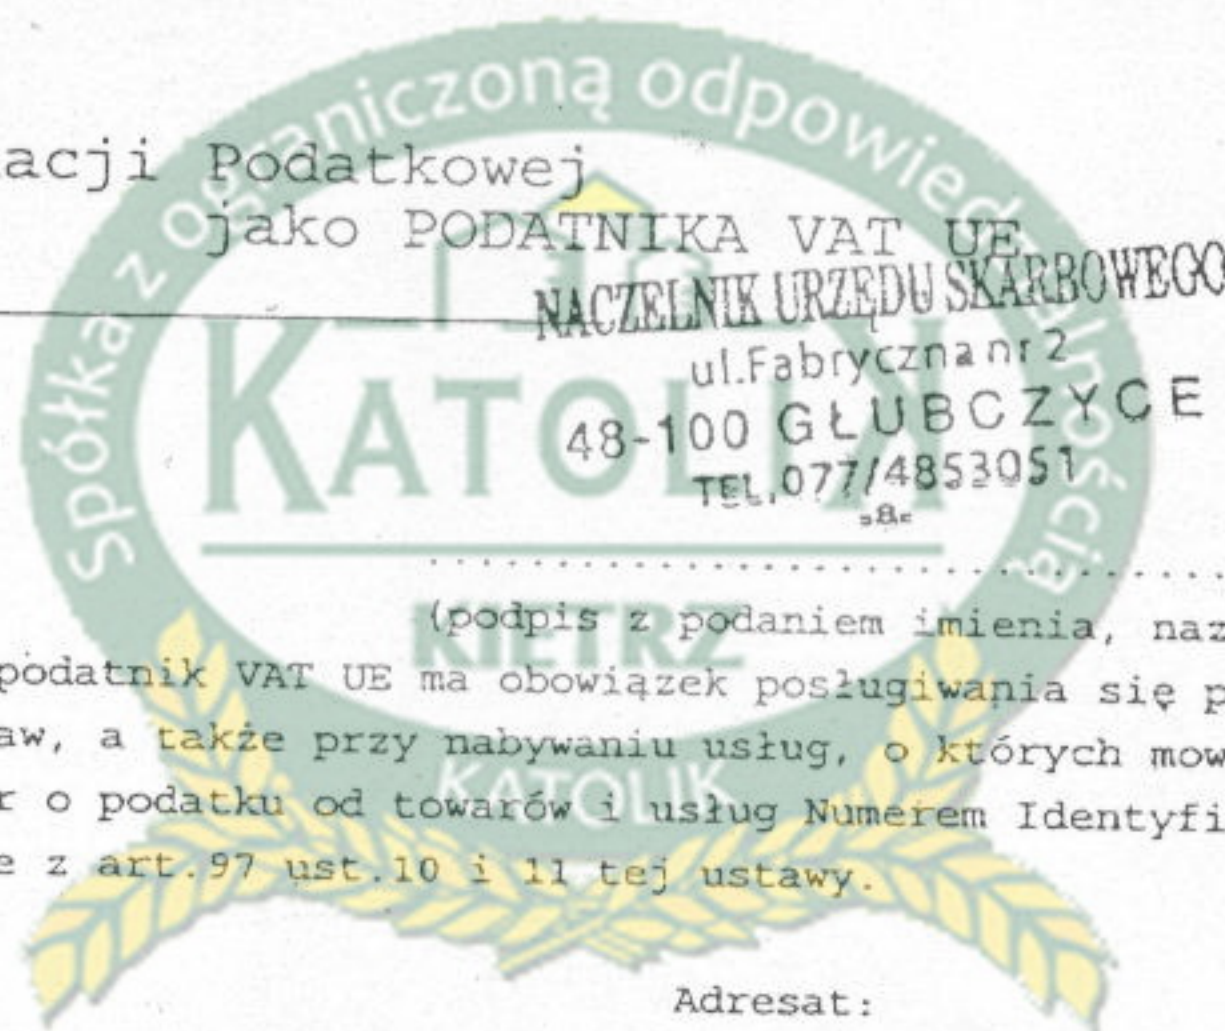 Spółka z ograniczoną odpowiedzialnością
acji Podatkowej
jako PODATNIKA VAT UE
NACZELNIK URZĘDU SKARBOWEGO
ul.Fabryczna nr 2
48-100 GŁUBCZYCE
TEL.077/4853051
KATOLIK
KIETRZ
(podpis z podaniem imienia, naz
podatnik VAT UE ma obowiązek posługiwania się p
aw, a także przy nabywaniu usług, o których mow
KATOLIK
r o podatku od towarów i usług Numerem Identyfi
e z art.97 ust.10 i 11 tej ustawy.
Adresat: